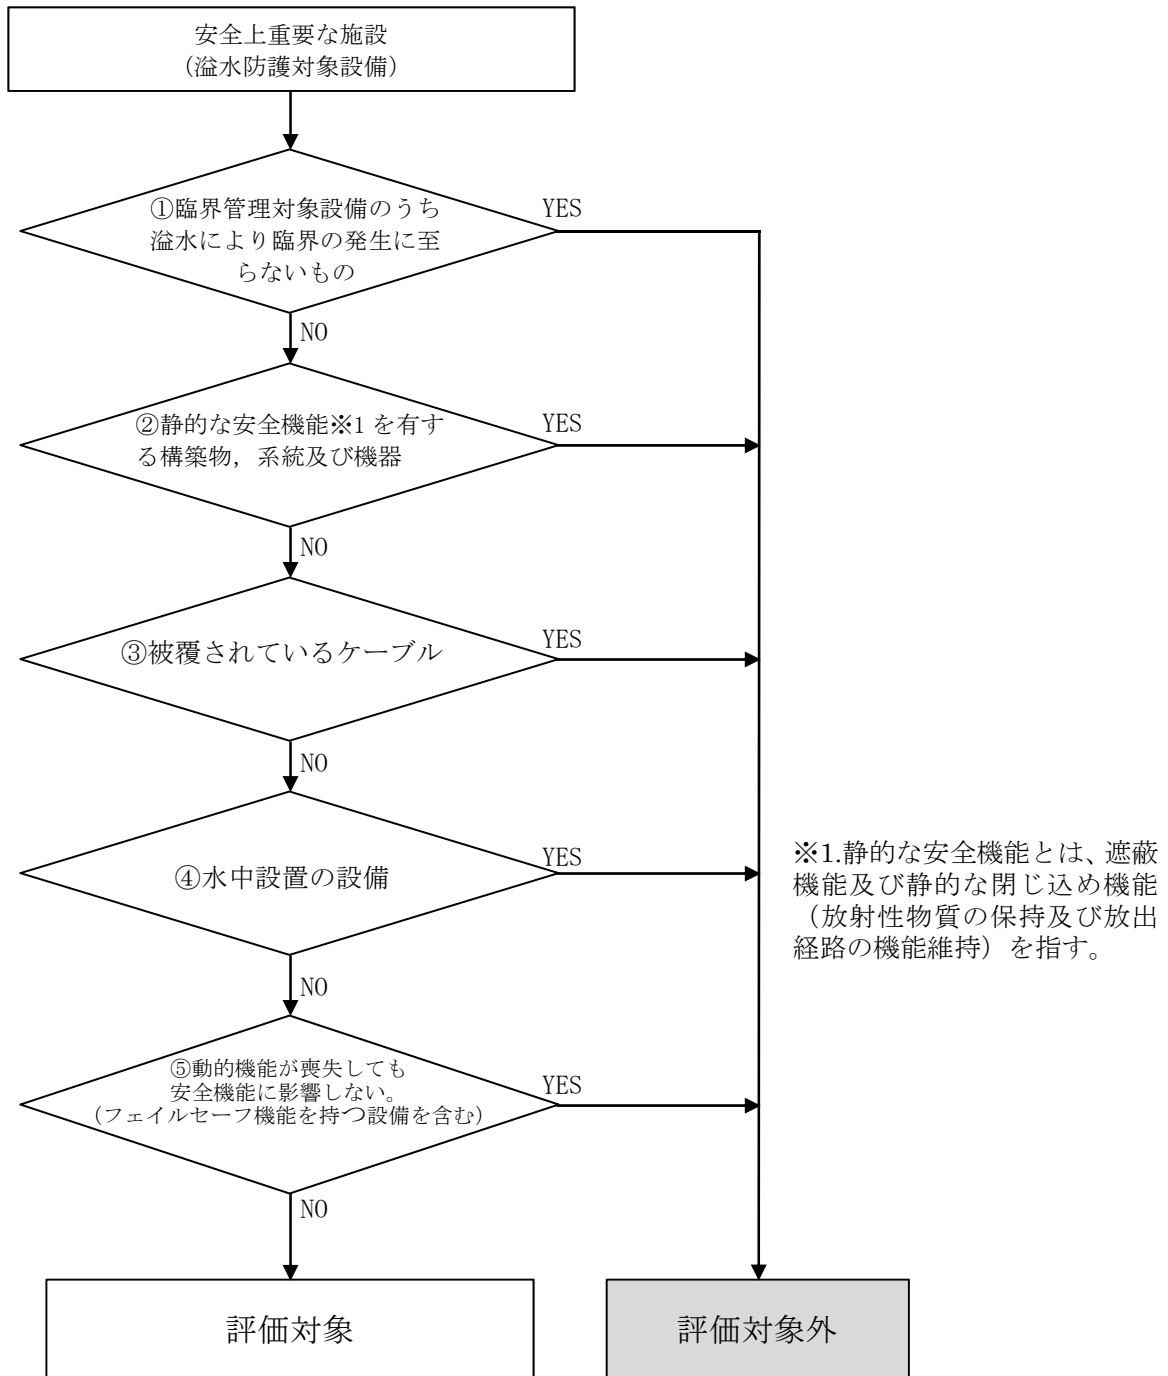 安全上重要な施設
（溢水防護対象設備）
①臨界管理対象設備のうち
溢水により臨界の発生に至
らないもの
YES
NO
②静的な安全機能※1 を有す
る構築物，系統及び機器
YES
NO
③被覆されているケーブル
YES
NO
④水中設置の設備
YES
NO
※1.静的な安全機能とは、遮蔽
機能及び静的な閉じ込め機能
（放射性物質の保持及び放出
経路の機能維持）を指す。
⑤動的機能が喪失しても
安全機能に影響しない。
（フェイルセーフ機能を持つ設備を含む）
YES
NO
評価対象
評価対象外